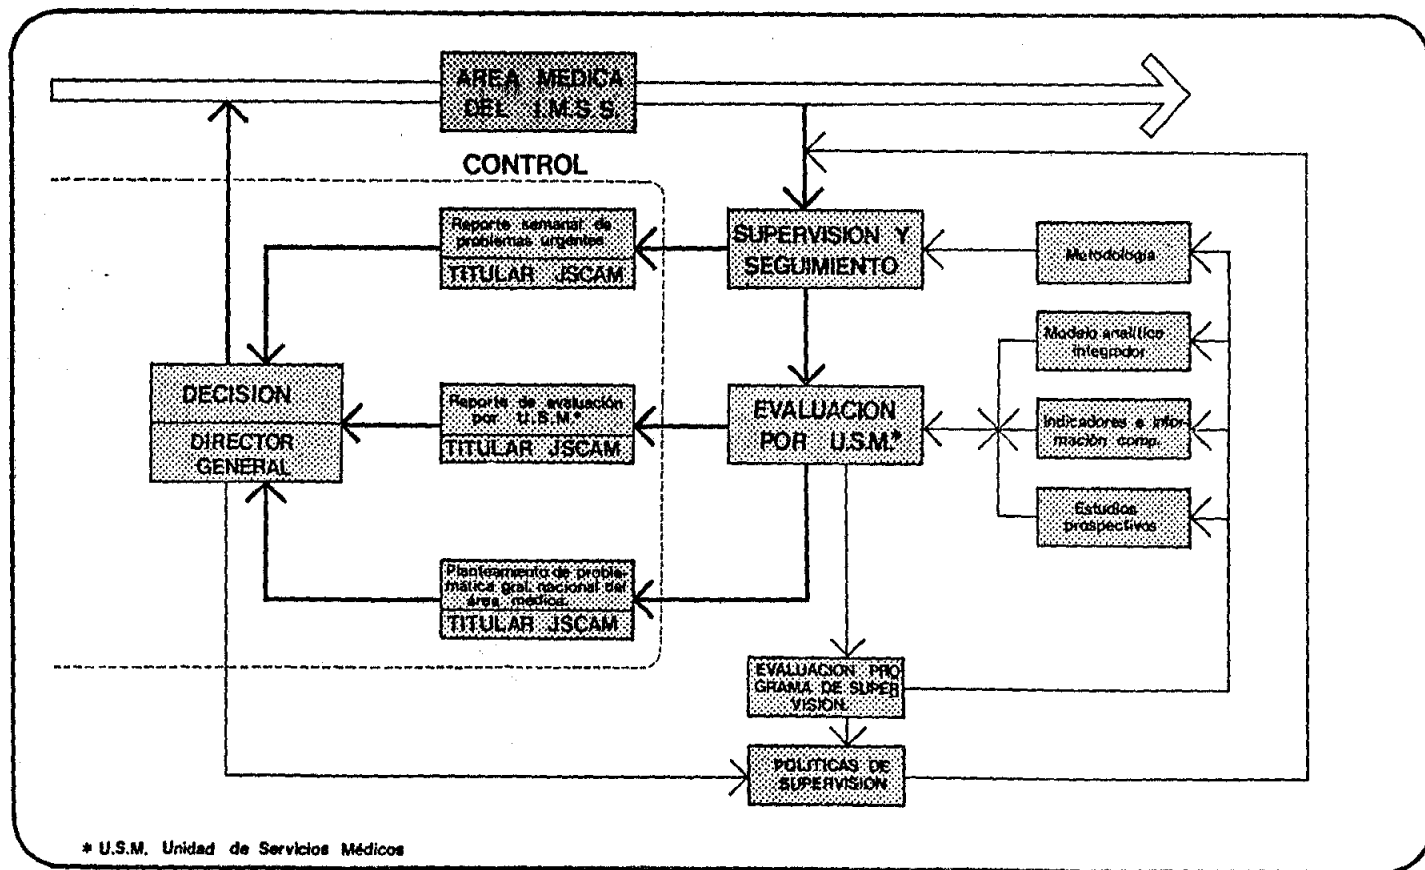 AREA MEDICA
DEL I.M.S.S.
CONTROL
Reporte semanal de
problemas urgentes
TITULAR JSCAM
SUPERVISION Y
SEGUIMIENTO
Metodología
Modelo analítico
integrador
DECISION
DIRECTOR
GENERAL
Reporte de evaluación
por U.S.M.*
TITULAR JSCAM
EVALUACION
POR U.S.M.*
Indicadores e infor-
mación comp.
Estudios
prospectivos
Planteamiento de proble-
mática gral. nacional del
área médica.
TITULAR JSCAM
EVALUACION PRO
GRAMA DE SUPER
VISION.
POLITICAS DE
SUPERVISION
* U.S.M. Unidad de Servicios Médicos